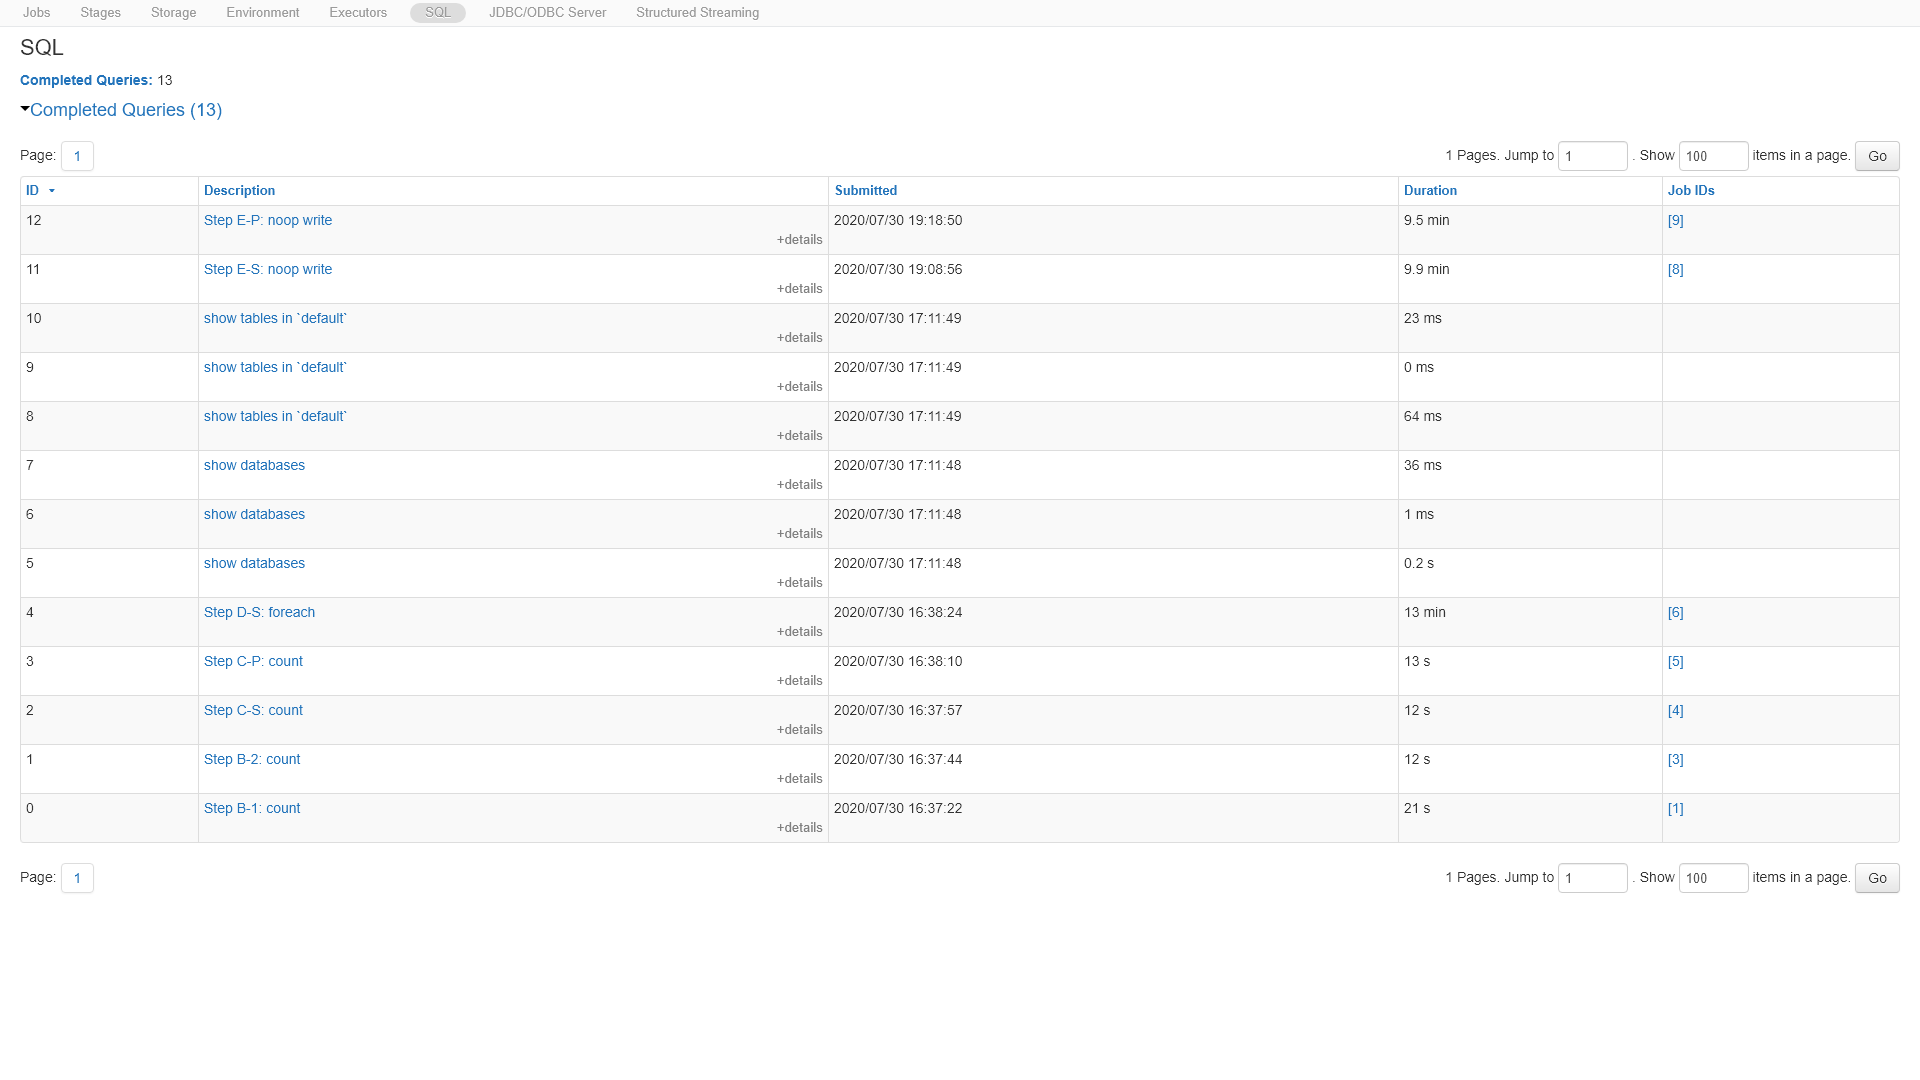 Jobs Stages Storage Environment Executors SQL JDBC/ODBC Server Structured Streaming
SQL
Completed Queries: 13
Completed Queries (13)
Page: 1 1 Pages. Jump to 1 . Show 100 items in a page. Go
ID Description Submitted Duration Job IDs
12 Step E-P: noop write 2020/07/30 19:18:50 9.5 min [9]
+details
11 Step E-S: noop write 2020/07/30 19:08:56 9.9 min [8]
+details
10 show tables in `default` 2020/07/30 17:11:49 23 ms
+details
9 show tables in `default` 2020/07/30 17:11:49 0 ms
+details
8 show tables in `default` 2020/07/30 17:11:49 64 ms
+details
7 show databases 2020/07/30 17:11:48 36 ms
+details
6 show databases 2020/07/30 17:11:48 1 ms
+details
5 show databases 2020/07/30 17:11:48 0.2 s
+details
4 Step D-S: foreach 2020/07/30 16:38:24 13 min [6]
+details
3 Step C-P: count 2020/07/30 16:38:10 13 s [5]
+details
2 Step C-S: count 2020/07/30 16:37:57 12 s [4]
+details
1 Step B-2: count 2020/07/30 16:37:44 12 s [3]
+details
0 Step B-1: count 2020/07/30 16:37:22 21 s [1]
+details
Page: 1 1 Pages. Jump to 1 . Show 100 items in a page. Go